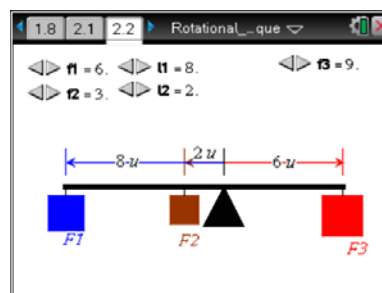 1.8 2.1 2.2 Rotational_...que
f1 = 6. l1 = 8. f3 = 9.
f2 = 3. l2 = 2.
8 u 2 u 6 u
F1 F2 F3